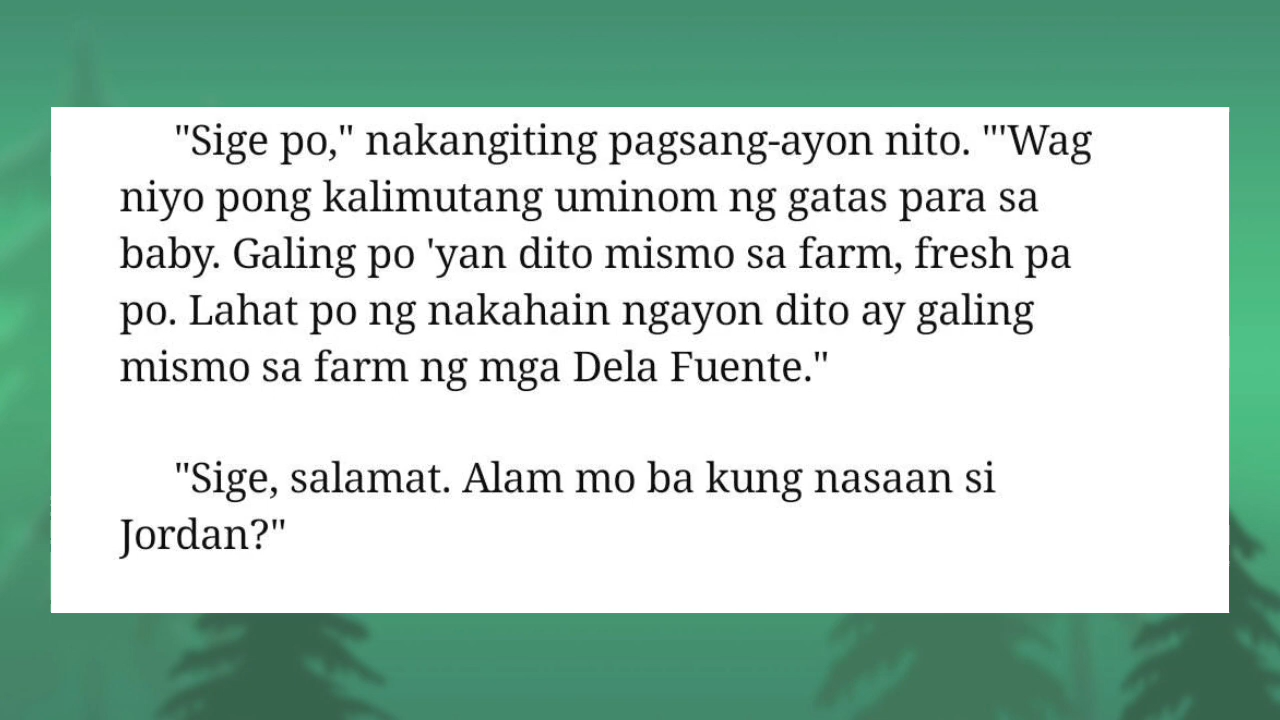 "Sige po," nakangiting pagsang-ayon nito. "'Wag
niyo pong kalimutang uminom ng gatas para sa
baby. Galing po 'yan dito mismo sa farm, fresh pa
po. Lahat po ng nakahain ngayon dito ay galing
mismo sa farm ng mga Dela Fuente."
"Sige, salamat. Alam mo ba kung nasaan si
Jordan?"